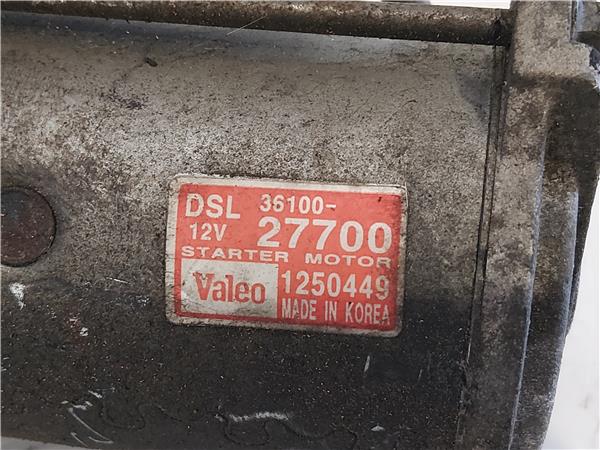 DSL 36100-
12V 27700
STARTER MOTOR
Valeo 1250449
MADE IN KOREA